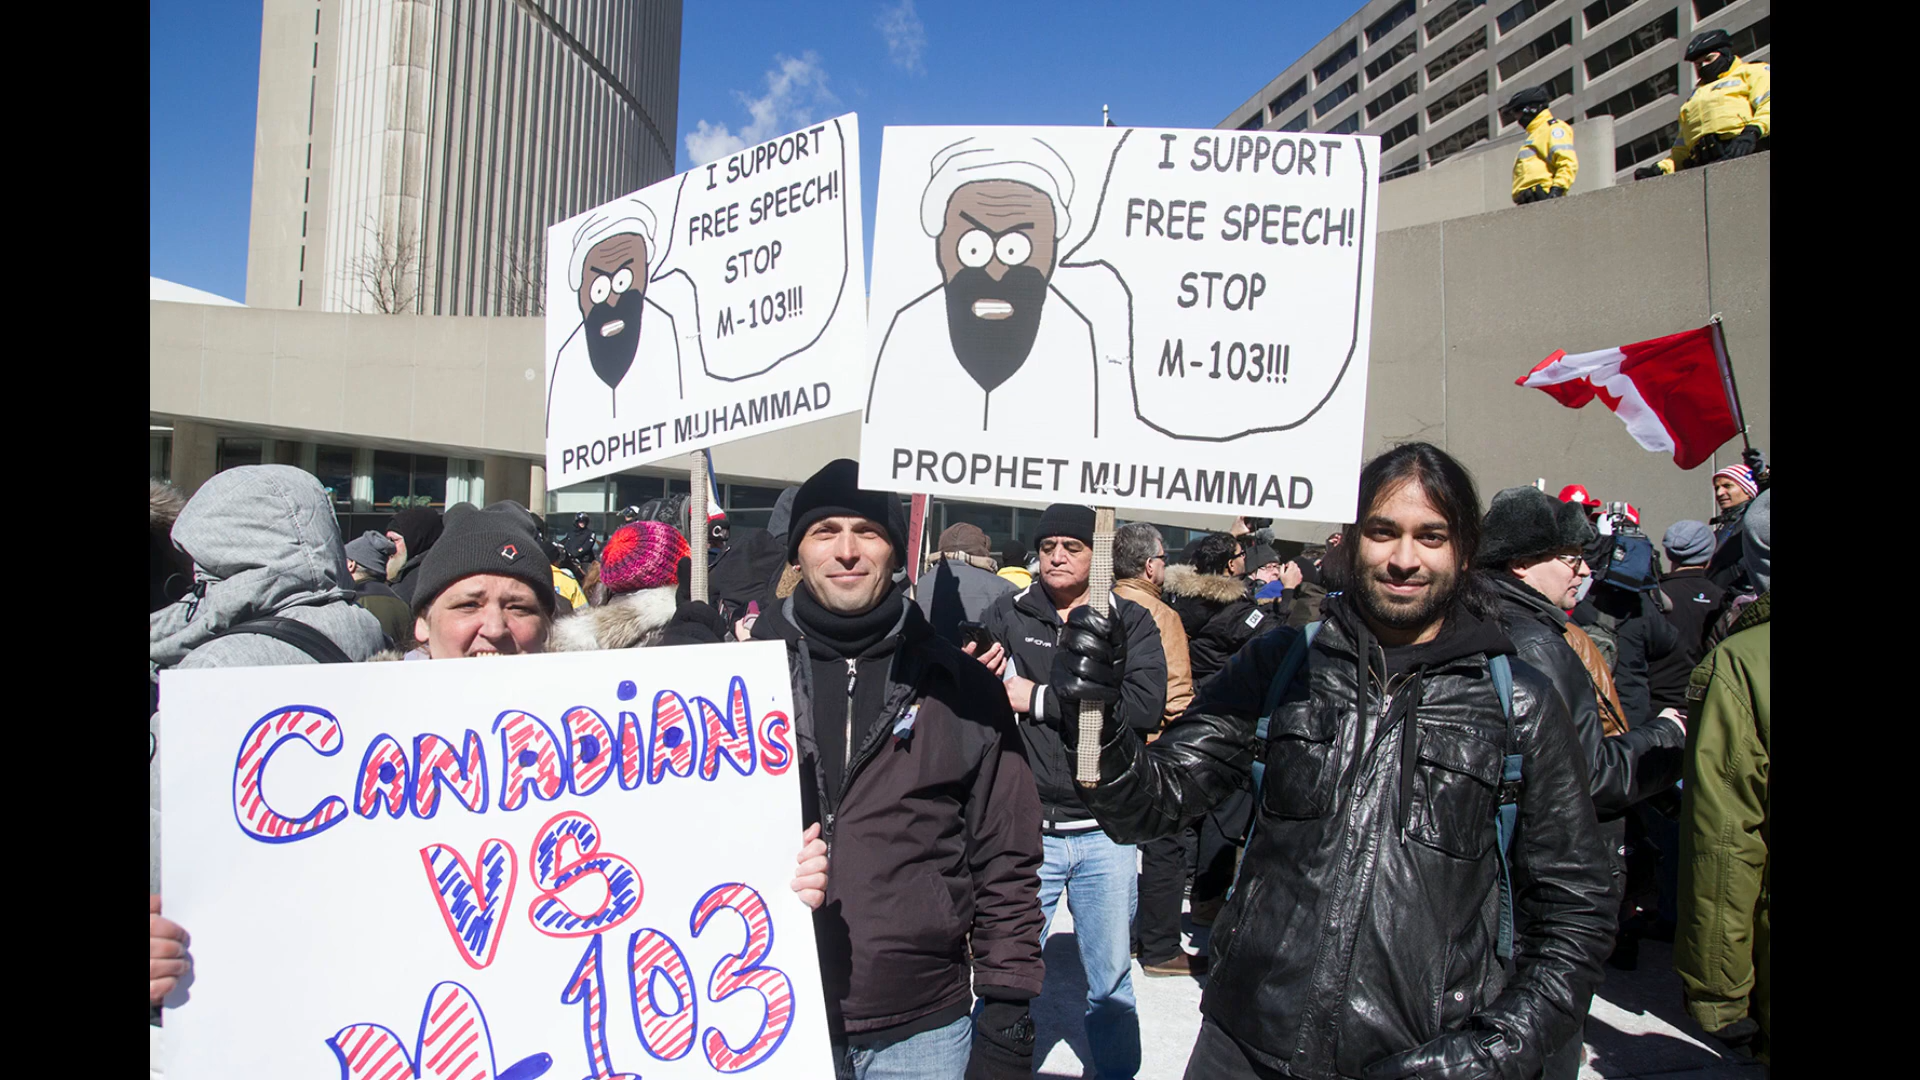 I SUPPORT
FREE SPEECH!
STOP
M-103!!!
PROPHET MUHAMMAD
I SUPPORT
FREE SPEECH!
STOP
M-103!!!
PROPHET MUHAMMAD
CANADIANS
VS
M-103